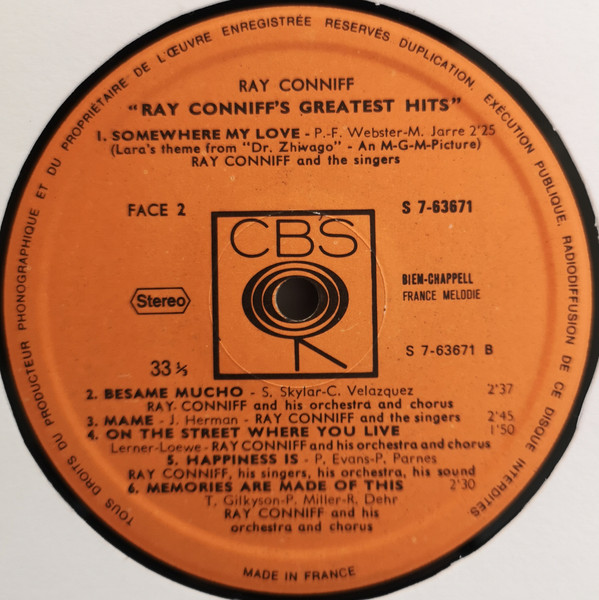 TOUS DROITS DU PRODUCTEUR PHONOGRAPHIQUE ET DU PROPRIÉTAIRE DE L'ŒUVRE ENREGISTRÉE RÉSERVÉS DUPLICATION, EXÉCUTION PUBLIQUE, RADIODIFFUSION DE CE DISQUE INTERDITES
RAY CONNIFF
"RAY CONNIFF'S GREATEST HITS"
1. SOMEWHERE MY LOVE - P.-F. Webster-M. Jarre 2'25
(Lara's theme from "Dr. Zhivago" - An M-G-M-Picture)
RAY CONNIFF and the singers
FACE 2
S 7-63671
CBS
BIEM-CHAPPELL
FRANCE MELODIE
Stereo
33 ⅓
S 7-63671 B
2. BESAME MUCHO - S. Skylar-C. Velazquez 2'37
RAY CONNIFF and his orchestra and chorus
3. MAME - J. Herman - RAY CONNIFF and the singers 2'45
4. ON THE STREET WHERE YOU LIVE 1'50
Lerner-Loewe - RAY CONNIFF and his orchestra and chorus
5. HAPPINESS IS - P. Evans-P. Parnes
RAY CONNIFF, his singers, his orchestra, his sound
6. MEMORIES ARE MADE OF THIS 2'30
T. Gilkyson-P. Miller-R. Dehr
RAY CONNIFF and his
orchestra and chorus
MADE IN FRANCE